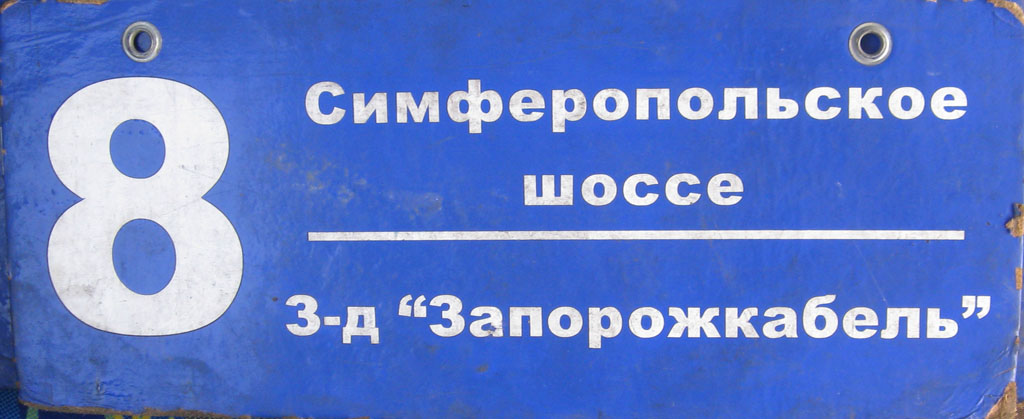 8
Симферопольское
шоссе
З-д “Запорожкабель”